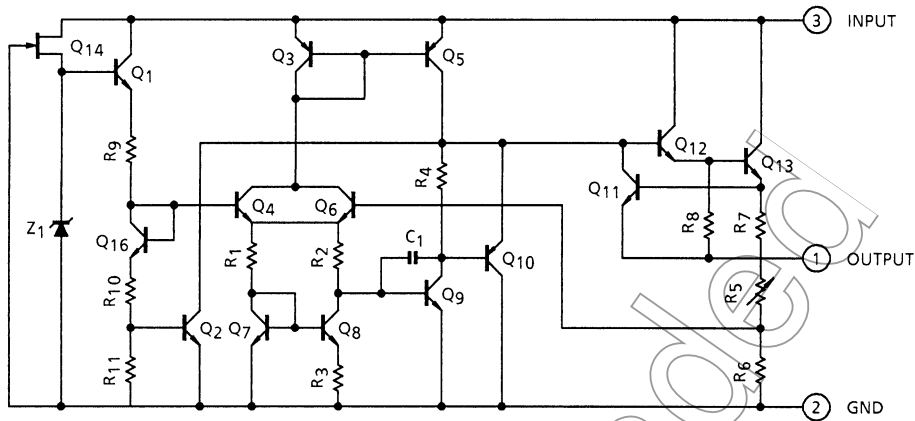 3 INPUT
Q14
Q1
Q3
Q5
R9
Q12
Q13
R4
Q11
Q4
Q6
R8
R7
Z1
Q16
R1
R2
C1
Q10
1 OUTPUT
R10
R5
Q9
Q2
Q7
Q8
R11
R3
R6
2 GND